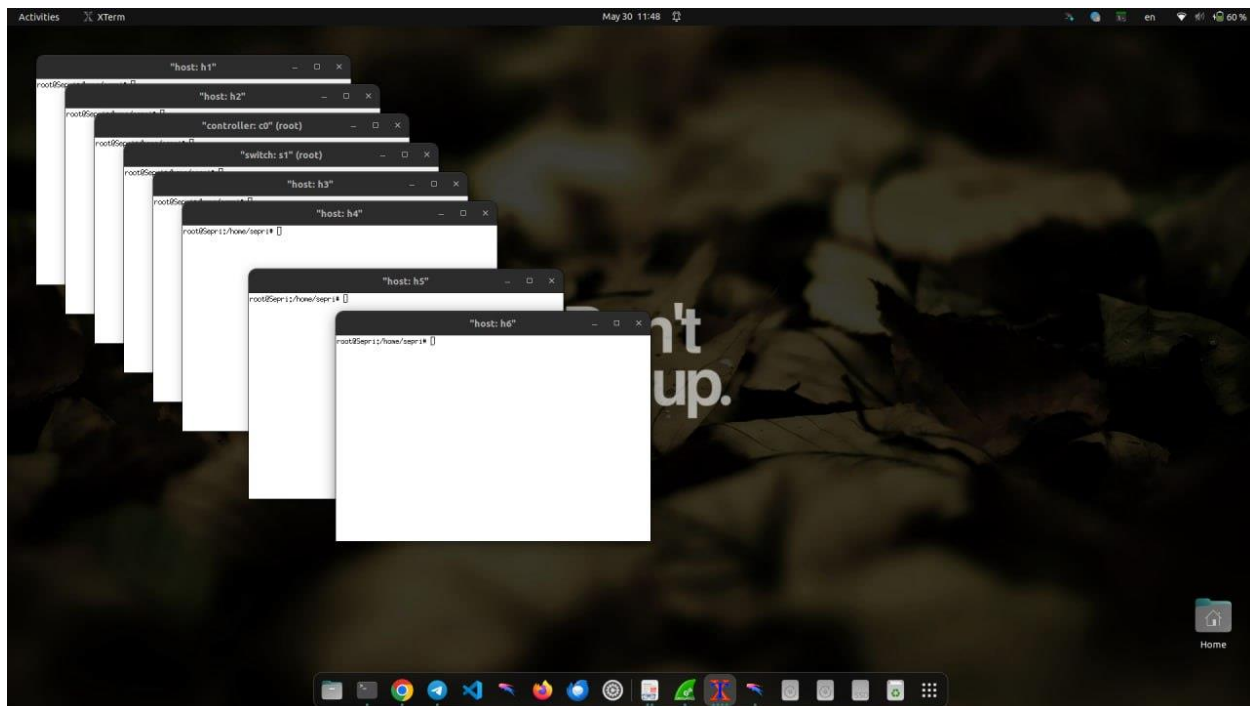 Activities XTerm May 30 11:48 en 60 %
"host: h1"
"host: h2"
"controller: c0" (root)
"switch: s1" (root)
"host: h3"
"host: h4"
root@Sepri:/home/sepri#
"host: h5"
root@Sepri:/home/sepri#
"host: h6"
root@Sepri:/home/sepri#
n't
up.
Home